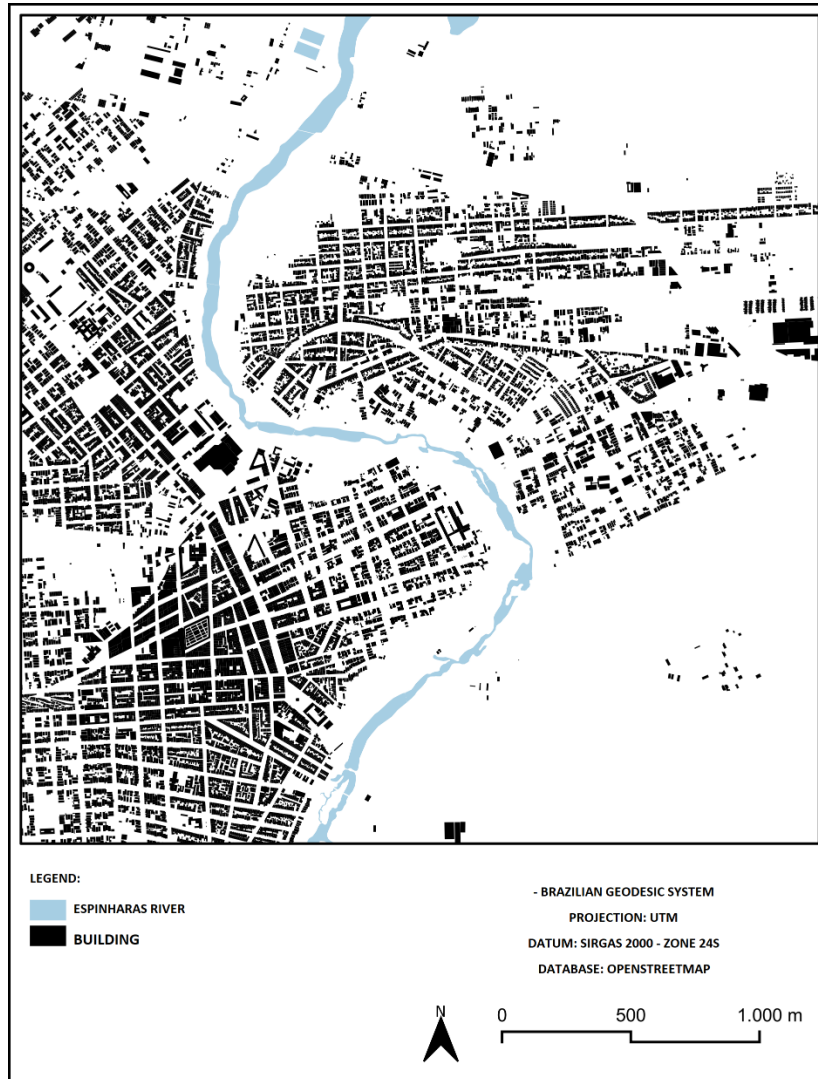 LEGEND:
ESPINHARAS RIVER
BUILDING
- BRAZILIAN GEODESIC SYSTEM
PROJECTION: UTM
DATUM: SIRGAS 2000 - ZONE 24S
DATABASE: OPENSTREETMAP
N
0 500 1.000 m